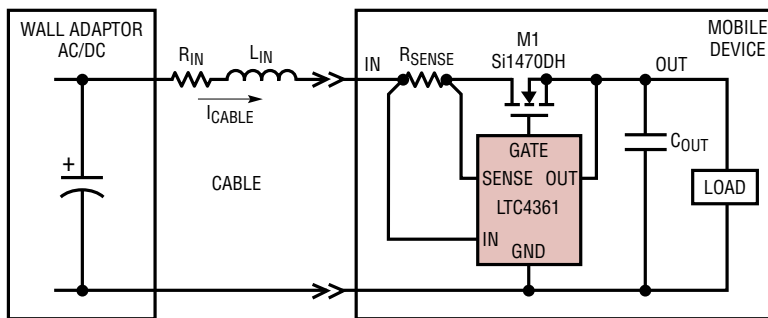 WALL ADAPTOR
AC/DC
+
R_IN
L_IN
I_CABLE
CABLE
MOBILE
DEVICE
IN
R_SENSE
M1
Si1470DH
OUT
GATE
SENSE OUT
LTC4361
IN
GND
C_OUT
LOAD